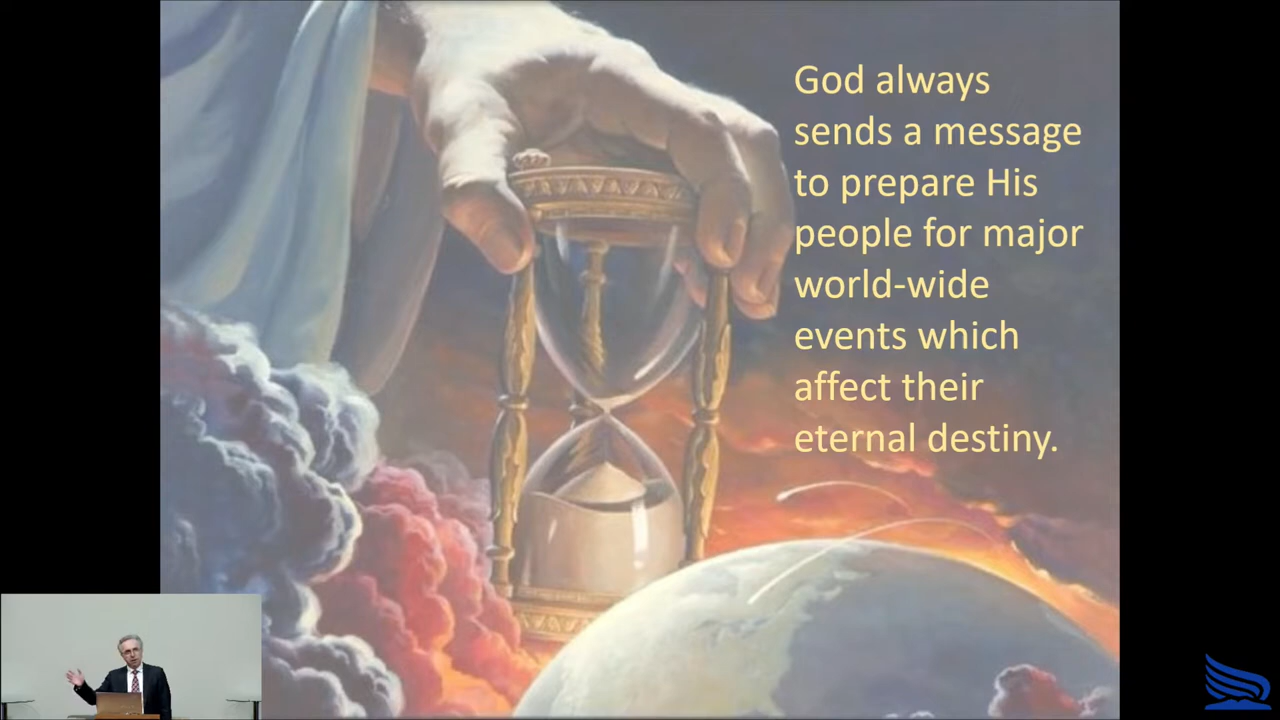 God always
sends a message
to prepare His
people for major
world-wide
events which
affect their
eternal destiny.